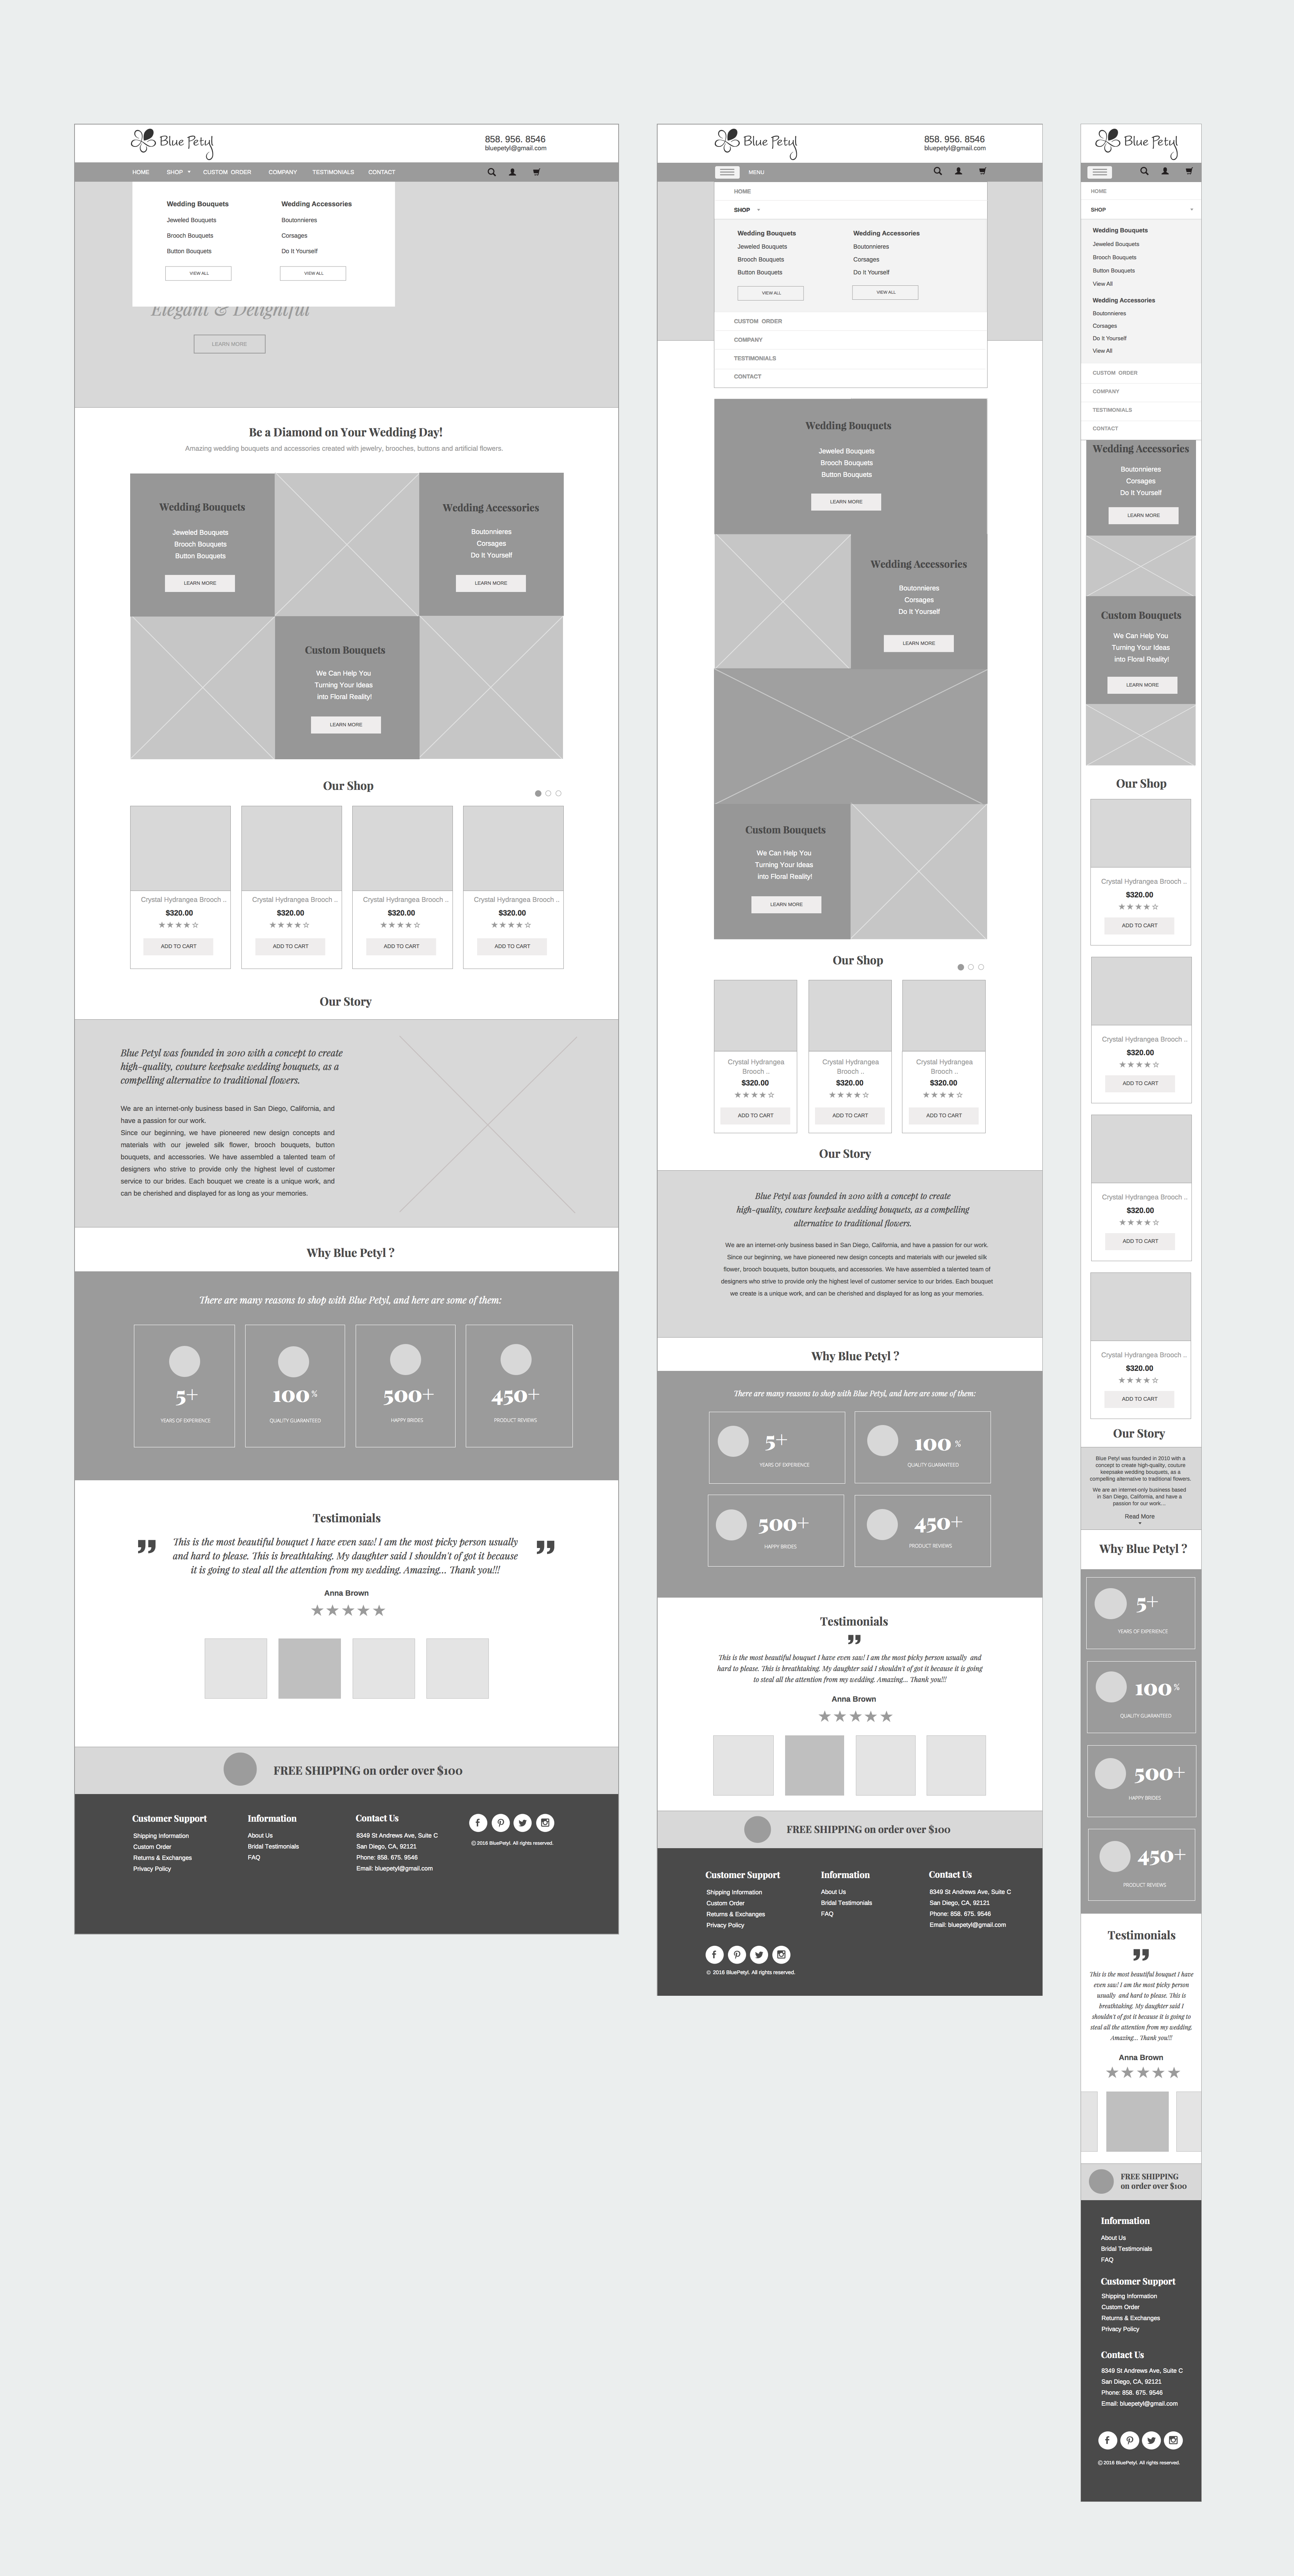 Blue Petyl
858. 956. 8546
bluepetyl@gmail.com
HOME SHOP CUSTOM ORDER COMPANY TESTIMONIALS CONTACT
Wedding Bouquets
Jeweled Bouquets
Brooch Bouquets
Button Bouquets
VIEW ALL
Wedding Accessories
Boutonnieres
Corsages
Do It Yourself
VIEW ALL
Elegant & Delightful
LEARN MORE
Be a Diamond on Your Wedding Day!
Amazing wedding bouquets and accessories created with jewelry, brooches, buttons and artificial flowers.
Wedding Bouquets
Jeweled Bouquets
Brooch Bouquets
Button Bouquets
LEARN MORE
Wedding Accessories
Boutonnieres
Corsages
Do It Yourself
LEARN MORE
Custom Bouquets
We Can Help You
Turning Your Ideas
into Floral Reality!
LEARN MORE
Our Shop
Crystal Hydrangea Brooch ..
$320.00
ADD TO CART
Crystal Hydrangea Brooch ..
$320.00
ADD TO CART
Crystal Hydrangea Brooch ..
$320.00
ADD TO CART
Crystal Hydrangea Brooch ..
$320.00
ADD TO CART
Our Story
Blue Petyl was founded in 2010 with a concept to create
high-quality, couture keepsake wedding bouquets, as a
compelling alternative to traditional flowers.
We are an internet-only business based in San Diego, California, and
have a passion for our work.
Since our beginning, we have pioneered new design concepts and
materials with our jeweled silk flower, brooch bouquets, button
bouquets, and accessories. We have assembled a talented team of
designers who strive to provide only the highest level of customer
service to our brides. Each bouquet we create is a unique work, and
can be cherished and displayed for as long as your memories.
Why Blue Petyl ?
There are many reasons to shop with Blue Petyl, and here are some of them:
5+
YEARS OF EXPERIENCE
100 %
QUALITY GUARANTEED
500+
HAPPY BRIDES
450+
PRODUCT REVIEWS
Testimonials
This is the most beautiful bouquet I have even saw! I am the most picky person usually
and hard to please. This is breathtaking. My daughter said I shouldn't of got it because
it is going to steal all the attention from my wedding. Amazing... Thank you!!!
Anna Brown
FREE SHIPPING on order over $100
Customer Support
Shipping Information
Custom Order
Returns & Exchanges
Privacy Policy
Information
About Us
Bridal Testimonials
FAQ
Contact Us
8349 St Andrews Ave, Suite C
San Diego, CA, 92121
Phone: 858. 675. 9546
Email: bluepetyl@gmail.com
© 2016 BluePetyl. All rights reserved.
Blue Petyl
858. 956. 8546
bluepetyl@gmail.com
MENU
HOME
SHOP
Wedding Bouquets
Jeweled Bouquets
Brooch Bouquets
Button Bouquets
VIEW ALL
Wedding Accessories
Boutonnieres
Corsages
Do It Yourself
VIEW ALL
CUSTOM ORDER
COMPANY
TESTIMONIALS
CONTACT
Wedding Bouquets
Jeweled Bouquets
Brooch Bouquets
Button Bouquets
LEARN MORE
Wedding Accessories
Boutonnieres
Corsages
Do It Yourself
LEARN MORE
Custom Bouquets
We Can Help You
Turning Your Ideas
into Floral Reality!
LEARN MORE
Our Shop
Crystal Hydrangea
Brooch ..
$320.00
ADD TO CART
Crystal Hydrangea
Brooch ..
$320.00
ADD TO CART
Crystal Hydrangea
Brooch ..
$320.00
ADD TO CART
Our Story
Blue Petyl was founded in 2010 with a concept to create
high-quality, couture keepsake wedding bouquets, as a compelling
alternative to traditional flowers.
We are an internet-only business based in San Diego, California, and have a passion for our work.
Since our beginning, we have pioneered new design concepts and materials with our jeweled silk
flower, brooch bouquets, button bouquets, and accessories. We have assembled a talented team of
designers who strive to provide only the highest level of customer service to our brides. Each bouquet
we create is a unique work, and can be cherished and displayed for as long as your memories.
Why Blue Petyl ?
There are many reasons to shop with Blue Petyl, and here are some of them:
5+
YEARS OF EXPERIENCE
100 %
QUALITY GUARANTEED
500+
HAPPY BRIDES
450+
PRODUCT REVIEWS
Testimonials
This is the most beautiful bouquet I have even saw! I am the most picky person usually and
hard to please. This is breathtaking. My daughter said I shouldn't of got it because it is going
to steal all the attention from my wedding. Amazing... Thank you!!!
Anna Brown
FREE SHIPPING on order over $100
Customer Support
Shipping Information
Custom Order
Returns & Exchanges
Privacy Policy
Information
About Us
Bridal Testimonials
FAQ
Contact Us
8349 St Andrews Ave, Suite C
San Diego, CA, 92121
Phone: 858. 675. 9546
Email: bluepetyl@gmail.com
© 2016 BluePetyl. All rights reserved.
Blue Petyl
HOME
SHOP
Wedding Bouquets
Jeweled Bouquets
Brooch Bouquets
Button Bouquets
View All
Wedding Accessories
Boutonnieres
Corsages
Do It Yourself
View All
CUSTOM ORDER
COMPANY
TESTIMONIALS
CONTACT
Wedding Accessories
Boutonnieres
Corsages
Do It Yourself
LEARN MORE
Custom Bouquets
We Can Help You
Turning Your Ideas
into Floral Reality!
LEARN MORE
Our Shop
Crystal Hydrangea Brooch ..
$320.00
ADD TO CART
Crystal Hydrangea Brooch ..
$320.00
ADD TO CART
Crystal Hydrangea Brooch ..
$320.00
ADD TO CART
Crystal Hydrangea Brooch ..
$320.00
ADD TO CART
Our Story
Blue Petyl was founded in 2010 with a
concept to create high-quality, couture
keepsake wedding bouquets, as a
compelling alternative to traditional flowers.
We are an internet-only business based
in San Diego, California, and have a
passion for our work...
Read More
Why Blue Petyl ?
5+
YEARS OF EXPERIENCE
100 %
QUALITY GUARANTEED
500+
HAPPY BRIDES
450+
PRODUCT REVIEWS
Testimonials
This is the most beautiful bouquet I have
even saw! I am the most picky person
usually and hard to please. This is
breathtaking. My daughter said I
shouldn't of got it because it is going to
steal all the attention from my wedding.
Amazing... Thank you!!!
Anna Brown
FREE SHIPPING
on order over $100
Information
About Us
Bridal Testimonials
FAQ
Customer Support
Shipping Information
Custom Order
Returns & Exchanges
Privacy Policy
Contact Us
8349 St Andrews Ave, Suite C
San Diego, CA, 92121
Phone: 858. 675. 9546
Email: bluepetyl@gmail.com
© 2016 BluePetyl. All rights reserved.